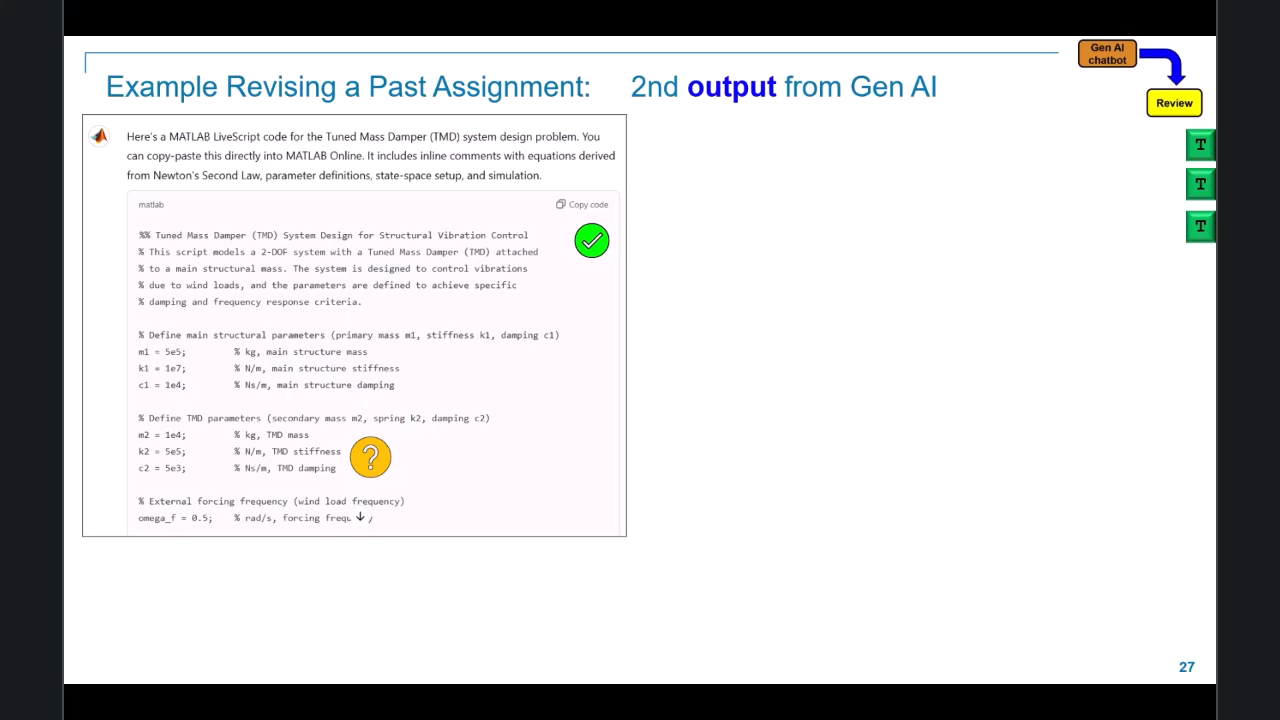 Gen AI
chatbot
Example Revising a Past Assignment: 2nd output from Gen AI
Review
T
T
T
Here's a MATLAB LiveScript code for the Tuned Mass Damper (TMD) system design problem. You
can copy-paste this directly into MATLAB Online. It includes inline comments with equations derived
from Newton's Second Law, parameter definitions, state-space setup, and simulation.
matlab Copy code
%% Tuned Mass Damper (TMD) System Design for Structural Vibration Control
% This script models a 2-DOF system with a Tuned Mass Damper (TMD) attached
% to a main structural mass. The system is designed to control vibrations
% due to wind loads, and the parameters are defined to achieve specific
% damping and frequency response criteria.
% Define main structural parameters (primary mass m1, stiffness k1, damping c1)
m1 = 5e5; % kg, main structure mass
k1 = 1e7; % N/m, main structure stiffness
c1 = 1e4; % Ns/m, main structure damping
% Define TMD parameters (secondary mass m2, spring k2, damping c2)
m2 = 1e4; % kg, TMD mass
k2 = 5e5; % N/m, TMD stiffness
?
c2 = 5e3; % Ns/m, TMD damping
% External forcing frequency (wind load frequency)
omega_f = 0.5; % rad/s, forcing
27